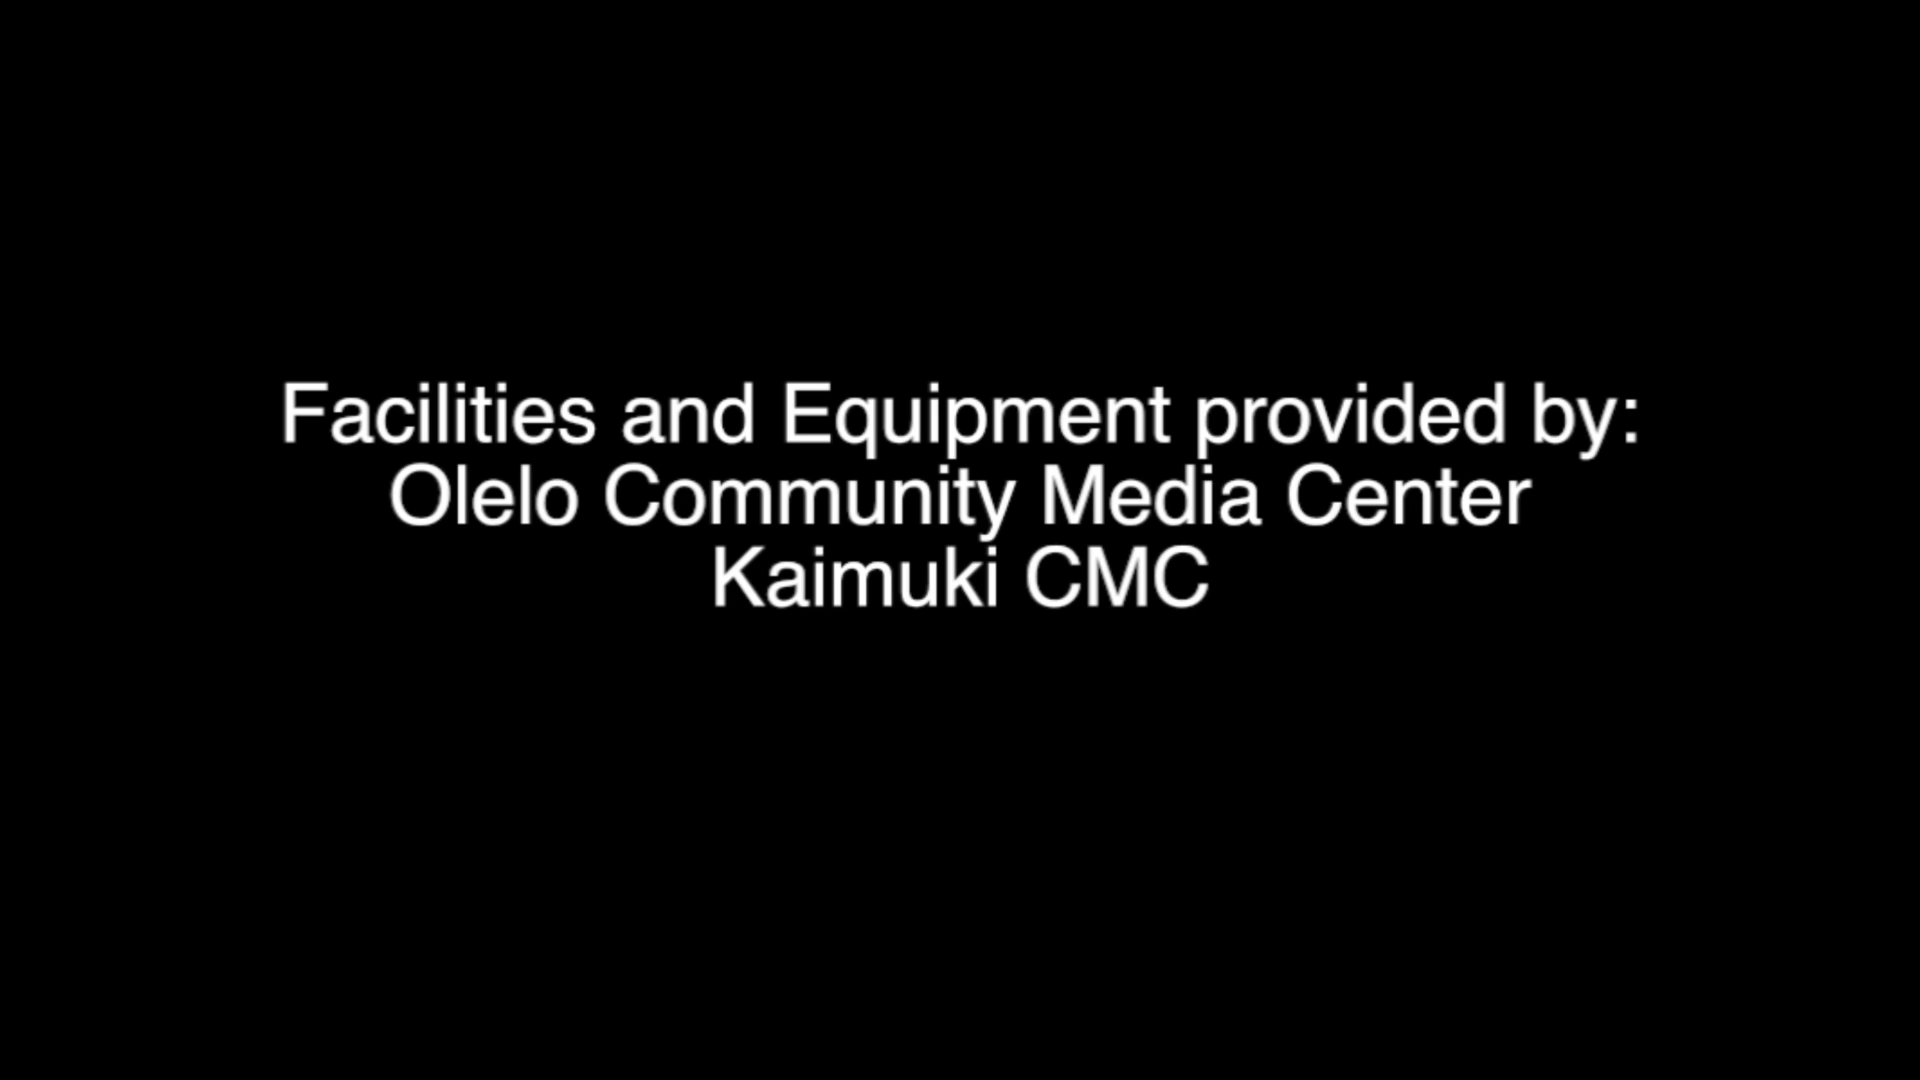 Facilities and Equipment provided by:
Olelo Community Media Center
Kaimuki CMC